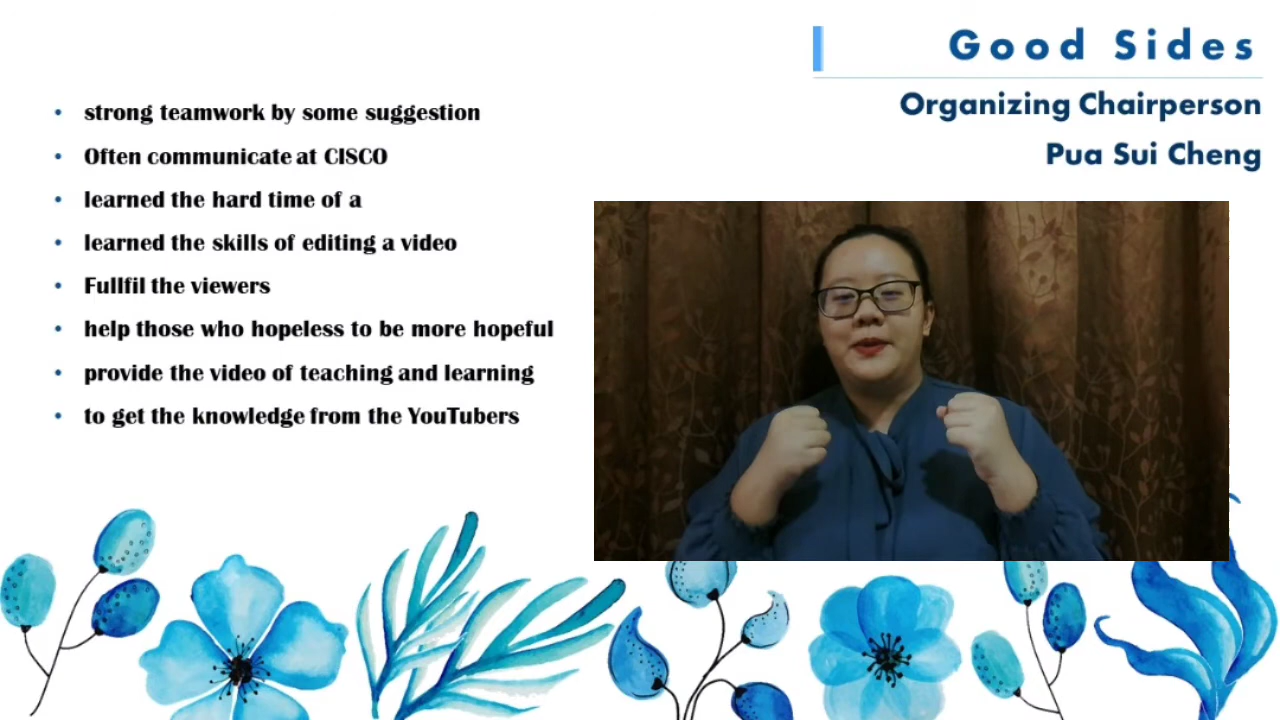 Good Sides
Organizing Chairperson
Pua Sui Cheng
• strong teamwork by some suggestion
• Often communicate at CISCO
• learned the hard time of a
• learned the skills of editing a video
• Fullfil the viewers
• help those who hopeless to be more hopeful
• provide the video of teaching and learning
• to get the knowledge from the YouTubers